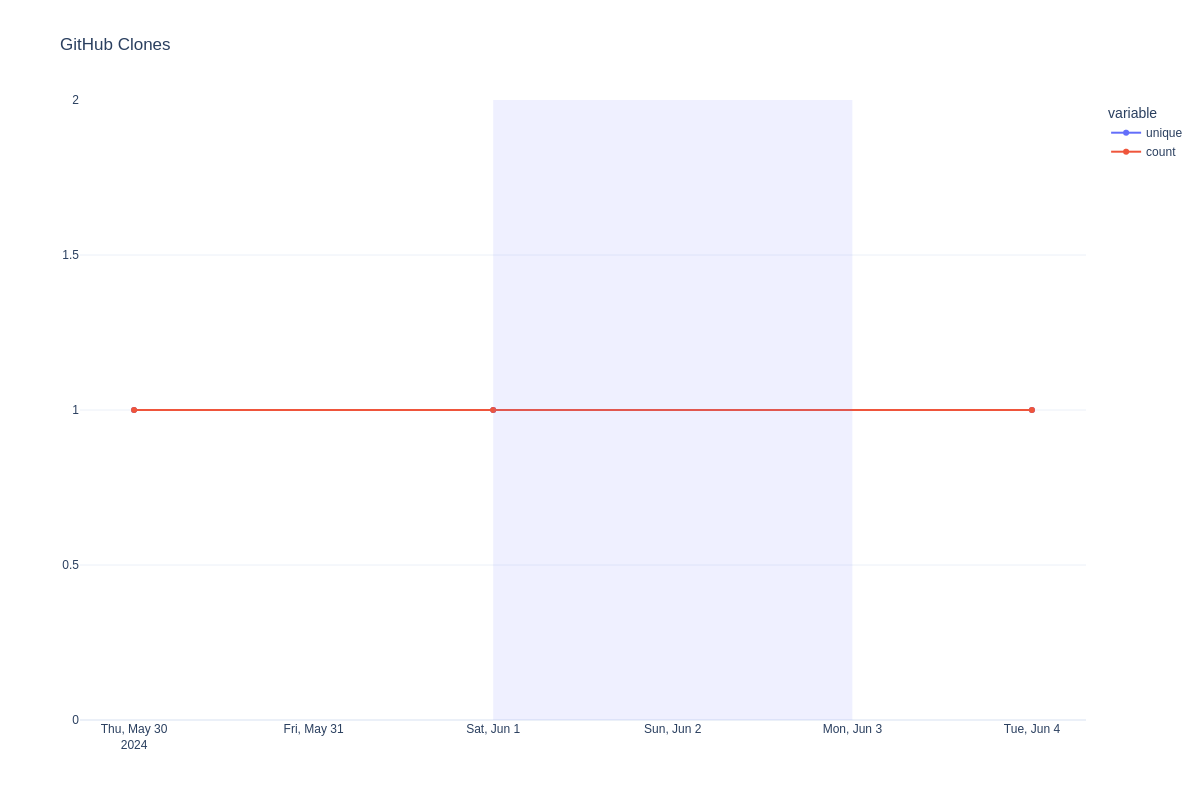 GitHub Clones
2
1.5
1
0.5
0
Thu, May 30
2024
Fri, May 31
Sat, Jun 1
Sun, Jun 2
Mon, Jun 3
Tue, Jun 4
variable
unique
count